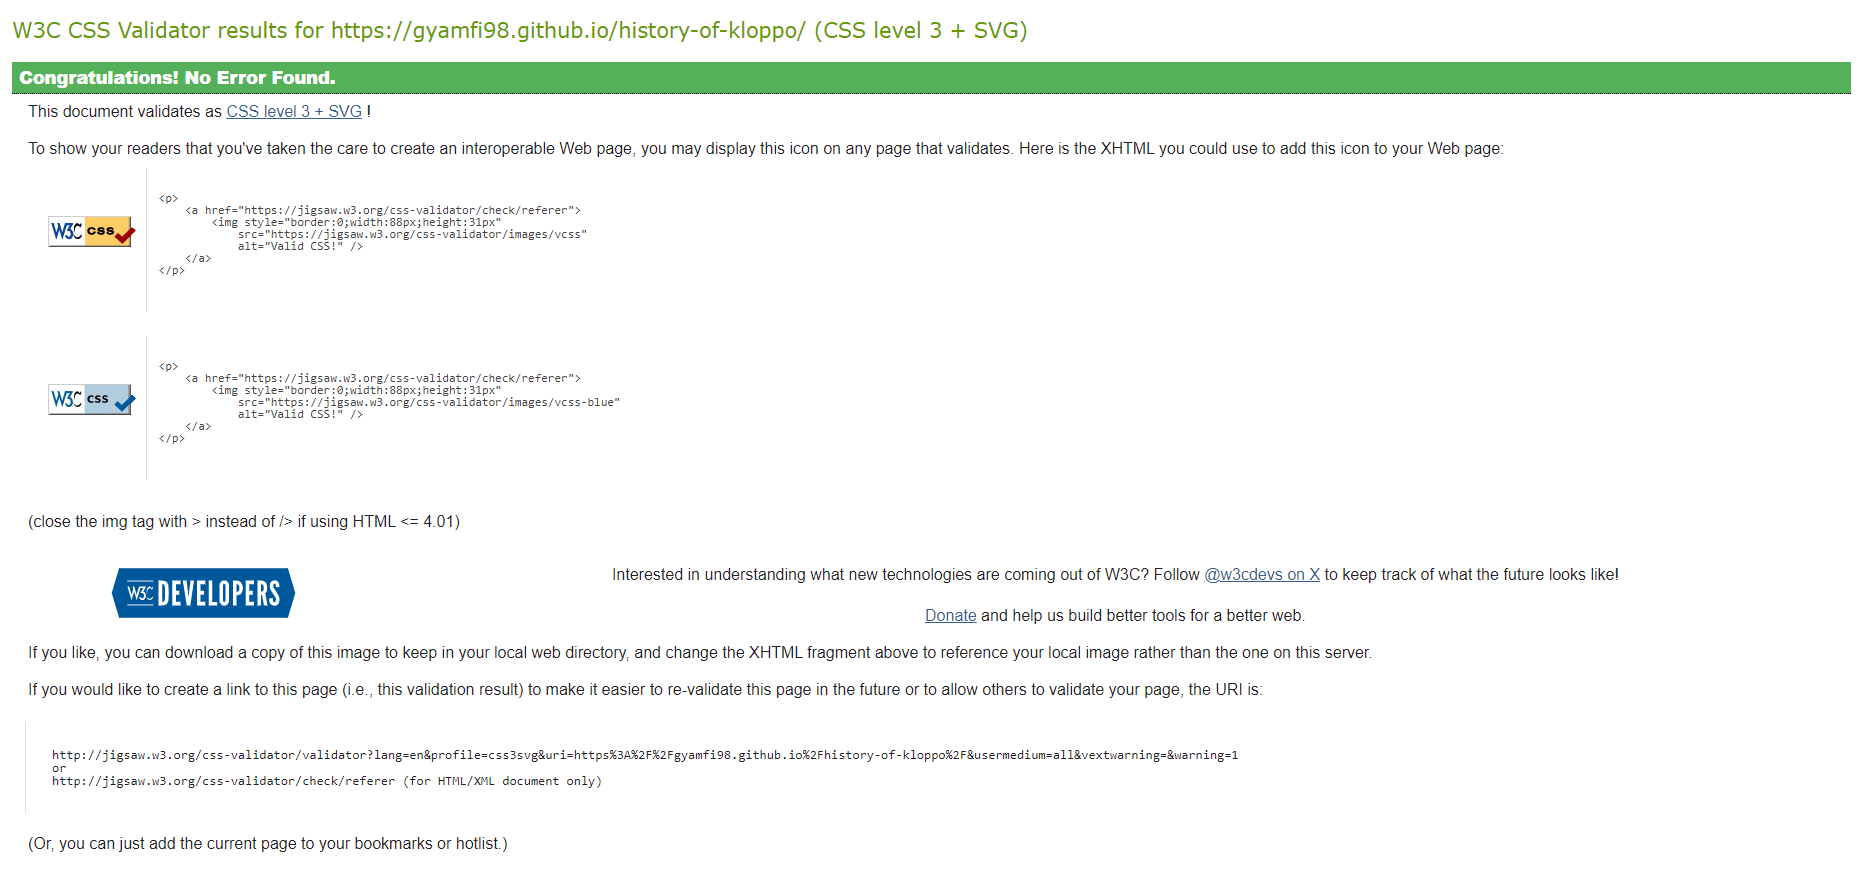 W3C CSS Validator results for https://gyamfi98.github.io/history-of-kloppo/ (CSS level 3 + SVG)
Congratulations! No Error Found.
This document validates as CSS level 3 + SVG !
To show your readers that you've taken the care to create an interoperable Web page, you may display this icon on any page that validates. Here is the XHTML you could use to add this icon to your Web page:
W3C css
<p>
<a href="https://jigsaw.w3.org/css-validator/check/referer">
<img style="border:0;width:88px;height:31px"
src="https://jigsaw.w3.org/css-validator/images/vcss"
alt="Valid CSS!" />
</a>
</p>
W3C css
<p>
<a href="https://jigsaw.w3.org/css-validator/check/referer">
<img style="border:0;width:88px;height:31px"
src="https://jigsaw.w3.org/css-validator/images/vcss-blue"
alt="Valid CSS!" />
</a>
</p>
(close the img tag with > instead of /> if using HTML <= 4.01)
W3C DEVELOPERS
Interested in understanding what new technologies are coming out of W3C? Follow @w3cdevs on X to keep track of what the future looks like!
Donate and help us build better tools for a better web.
If you like, you can download a copy of this image to keep in your local web directory, and change the XHTML fragment above to reference your local image rather than the one on this server.
If you would like to create a link to this page (i.e., this validation result) to make it easier to re-validate this page in the future or to allow others to validate your page, the URI is:
http://jigsaw.w3.org/css-validator/validator?lang=en&profile=css3svg&uri=https%3A%2F%2Fgyamfi98.github.io%2Fhistory-of-kloppo%2F&usermedium=all&vextwarning=&warning=1
or
http://jigsaw.w3.org/css-validator/check/referer (for HTML/XML document only)
(Or, you can just add the current page to your bookmarks or hotlist.)